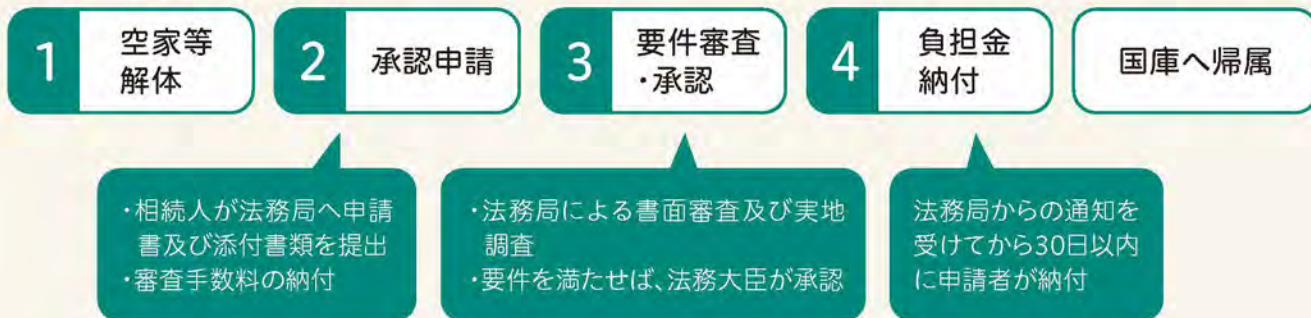 1
空家等
解体
2
承認申請
3
要件審査
・承認
4
負担金
納付
国庫へ帰属
・相続人が法務局へ申請
書及び添付書類を提出
・審査手数料の納付
・法務局による書面審査及び実地
調査
・要件を満たせば、法務大臣が承認
法務局からの通知を
受けてから30日以内
に申請者が納付